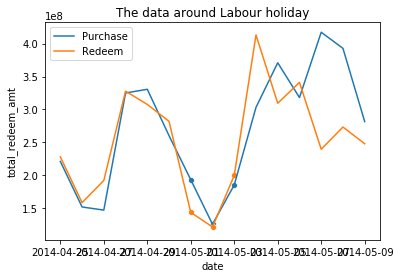 The data around Labour holiday
1e8
Purchase
Redeem
4.0
3.5
3.0
2.5
2.0
1.5
total_redeem_amt
2014-04-25 2014-04-27 2014-04-29 2014-05-01 2014-05-03 2014-05-05 2014-05-07 2014-05-09
date